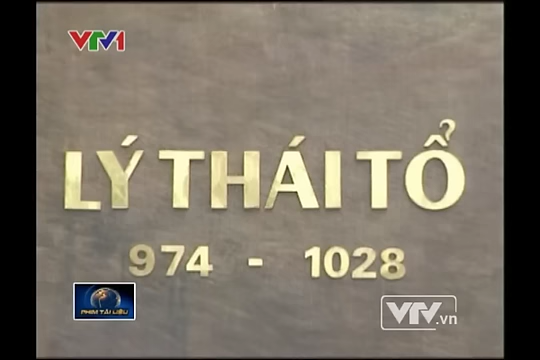 VTV1
LÝ THÁI TỔ
974 - 1028
PHIM TÀI LIỆU
VTV.vn